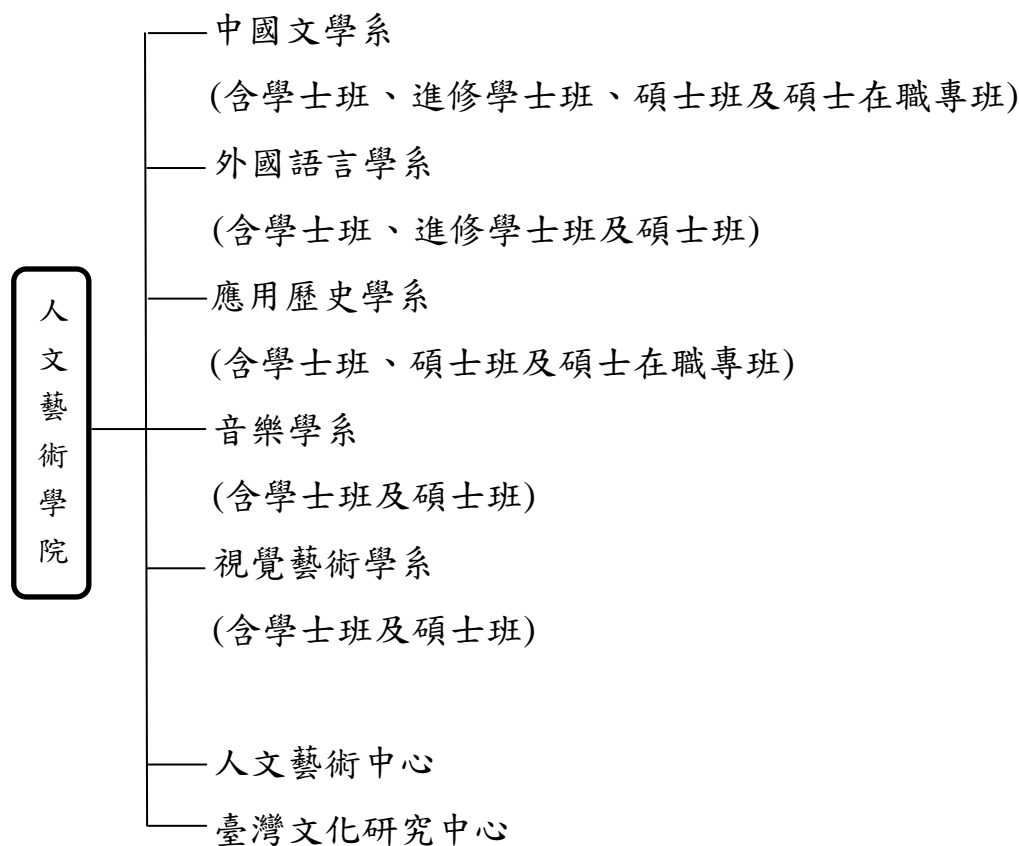 人文藝術學院
中國文學系
(含學士班、進修學士班、碩士班及碩士在職專班)
外國語言學系
(含學士班、進修學士班及碩士班)
應用歷史學系
(含學士班、碩士班及碩士在職專班)
音樂學系
(含學士班及碩士班)
視覺藝術學系
(含學士班及碩士班)
人文藝術中心
臺灣文化研究中心